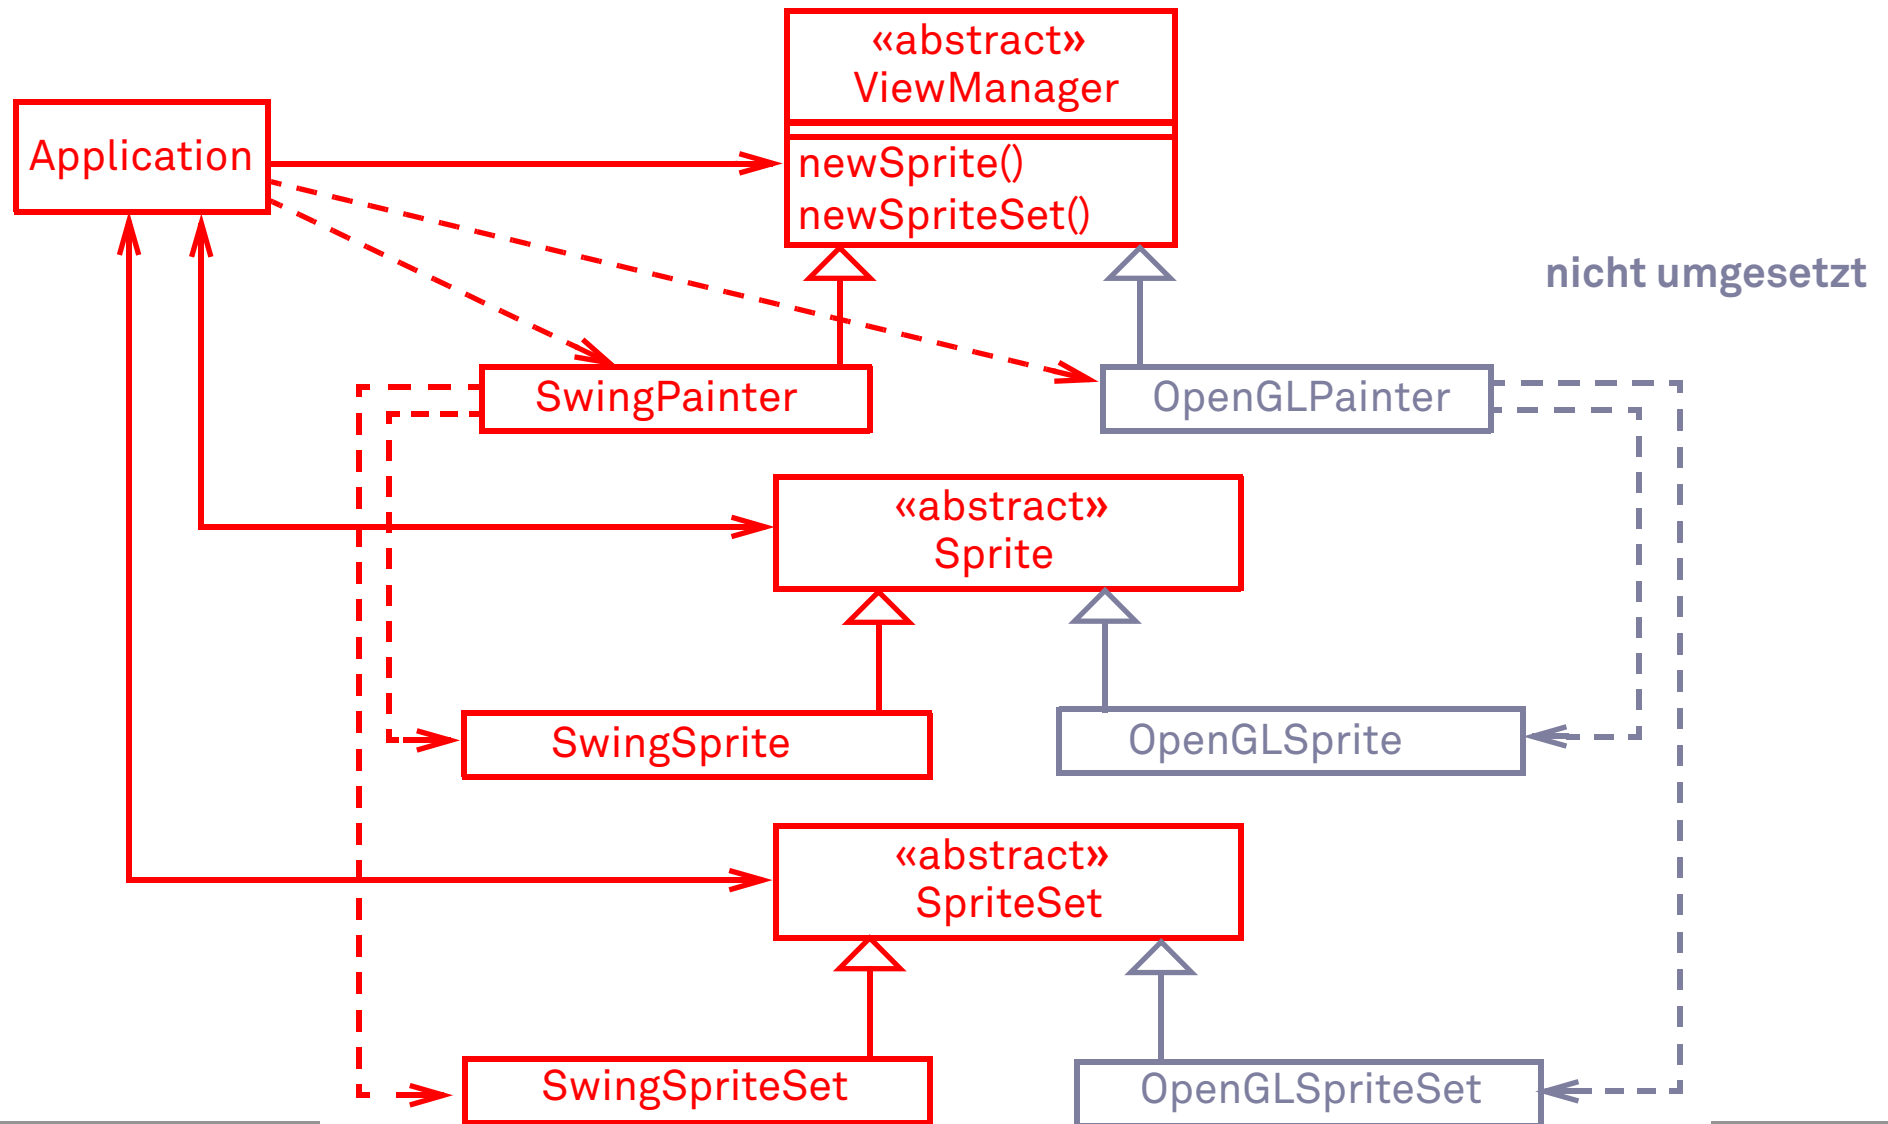 «abstract»
ViewManager
Application
newSprite()
newSpriteSet()
nicht umgesetzt
SwingPainter
OpenGLPainter
«abstract»
Sprite
SwingSprite
OpenGLSprite
«abstract»
SpriteSet
SwingSpriteSet
OpenGLSpriteSet